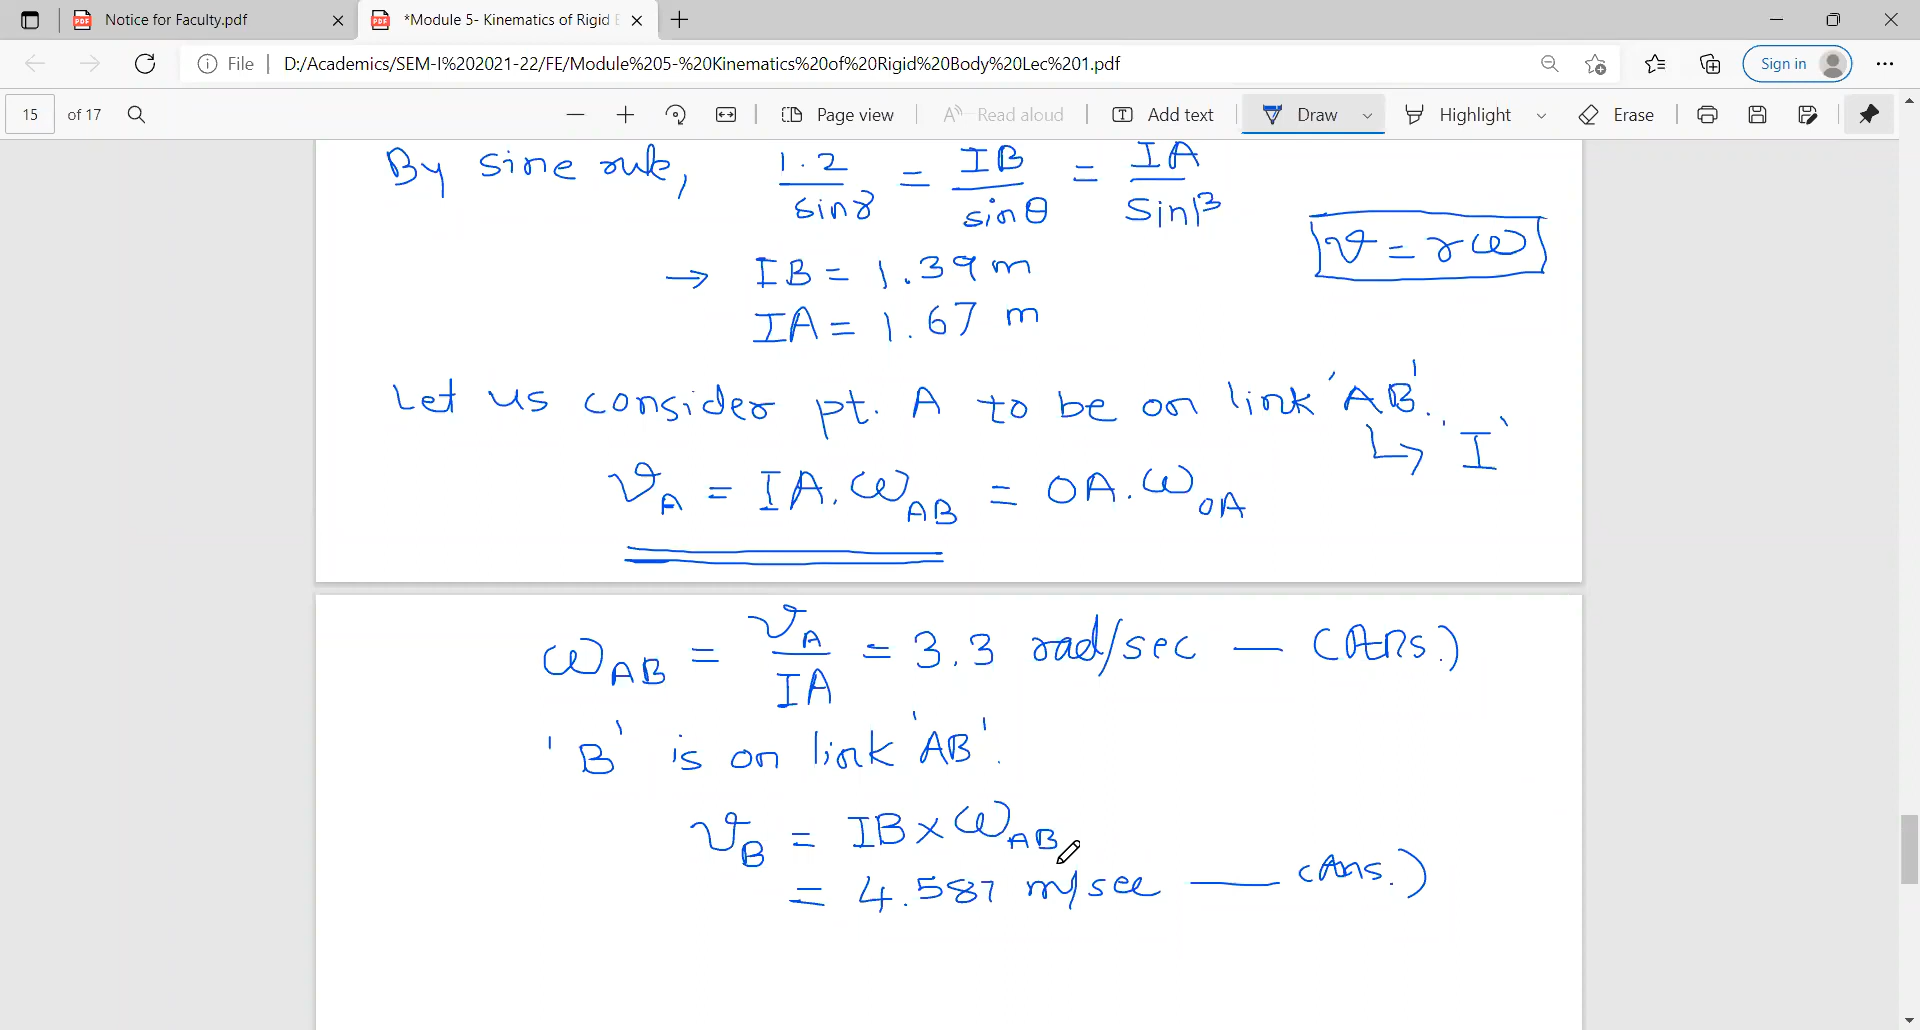 Notice for Faculty.pdf
*Module 5- Kinematics of Rigid B
File D:/Academics/SEM-I%202021-22/FE/Module%205-%20Kinematics%20of%20Rigid%20Body%20Lec%201.pdf
Sign in
15 of 17
Page view
Read aloud
Add text
Draw
Highlight
Erase
By sine rule, 1.2/sinγ = IB/sinθ = IA/sinβ
v = rω
→ IB = 1.39 m
IA = 1.67 m
Let us consider pt. A to be on link 'AB'.
↳ 'I'
v_A = IA.ω_AB = OA.ω_OA
ω_AB = v_A/IA = 3.3 rad/sec — (Ans.)
'B' is on link 'AB'.
v_B = IB × ω_AB
= 4.587 m/sec — (Ans.)